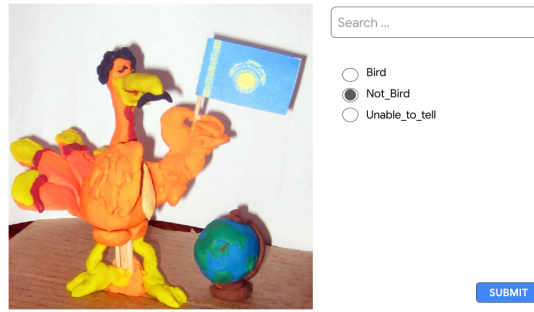 Search ...
Bird
Not_Bird
Unable_to_tell
SUBMIT